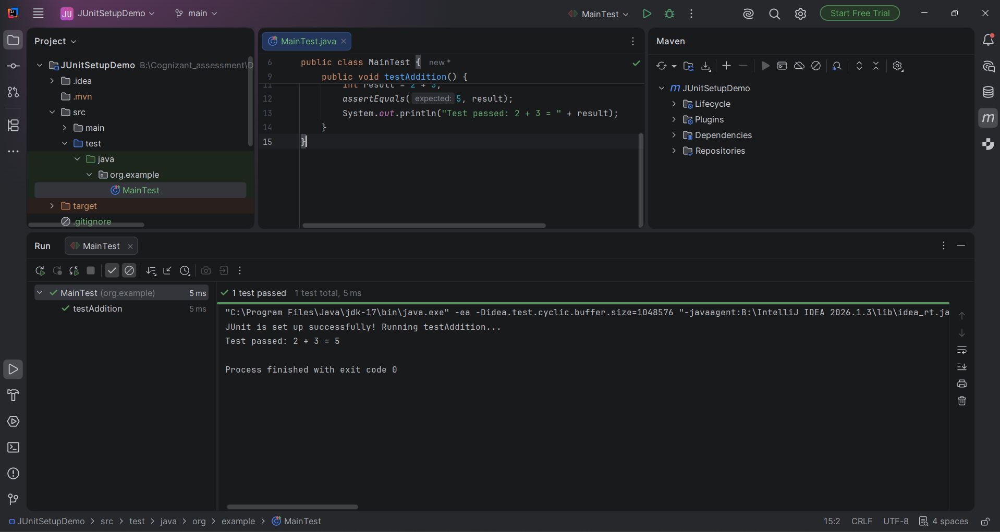 JU JUnitSetupDemo main MainTest Start Free Trial
Project
JUnitSetupDemo B:\Cognizant_assessment\D
.idea
.mvn
src
main
test
java
org.example
MainTest
target
.gitignore
MainTest.java
6 public class MainTest { new *
9 public void testAddition() {
11 int result = 2 + 3;
12 assertEquals( expected: 5, result);
13 System.out.println("Test passed: 2 + 3 = " + result);
14 }
15 }
Maven
m JUnitSetupDemo
Lifecycle
Plugins
Dependencies
Repositories
m
Run MainTest
MainTest (org.example) 5 ms
testAddition 5 ms
1 test passed 1 test total, 5 ms
"C:\Program Files\Java\jdk-17\bin\java.exe" -ea -Didea.test.cyclic.buffer.size=1048576 "-javaagent:B:\IntelliJ IDEA 2026.1.3\lib\idea_rt.ja
JUnit is set up successfully! Running testAddition...
Test passed: 2 + 3 = 5
Process finished with exit code 0
JUnitSetupDemo > src > test > java > org > example > MainTest
15:2 CRLF UTF-8 4 spaces